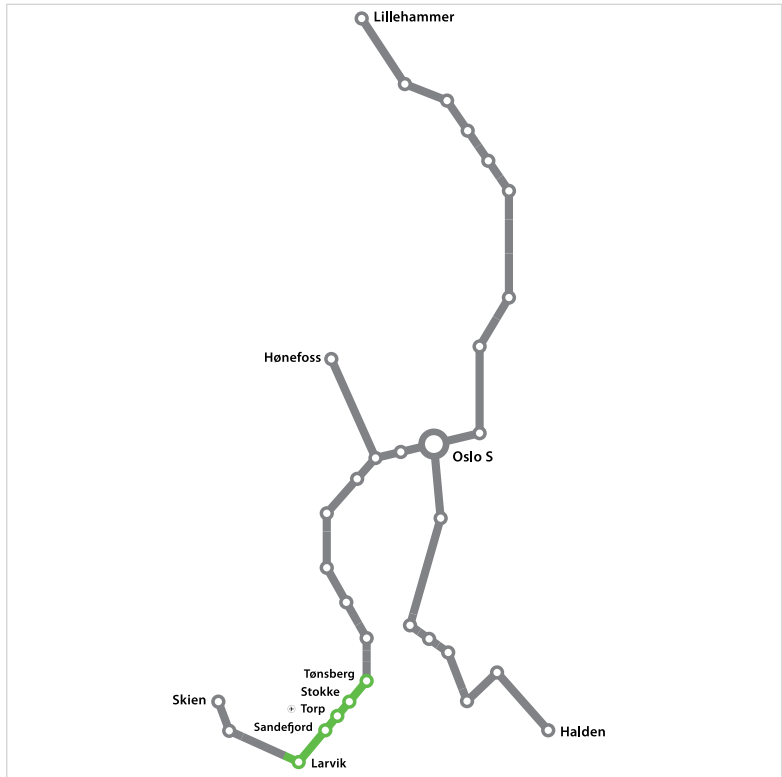 Lillehammer
Hønefoss
Oslo S
Tønsberg
Stokke
Skien
Torp
Sandefjord
Halden
Larvik